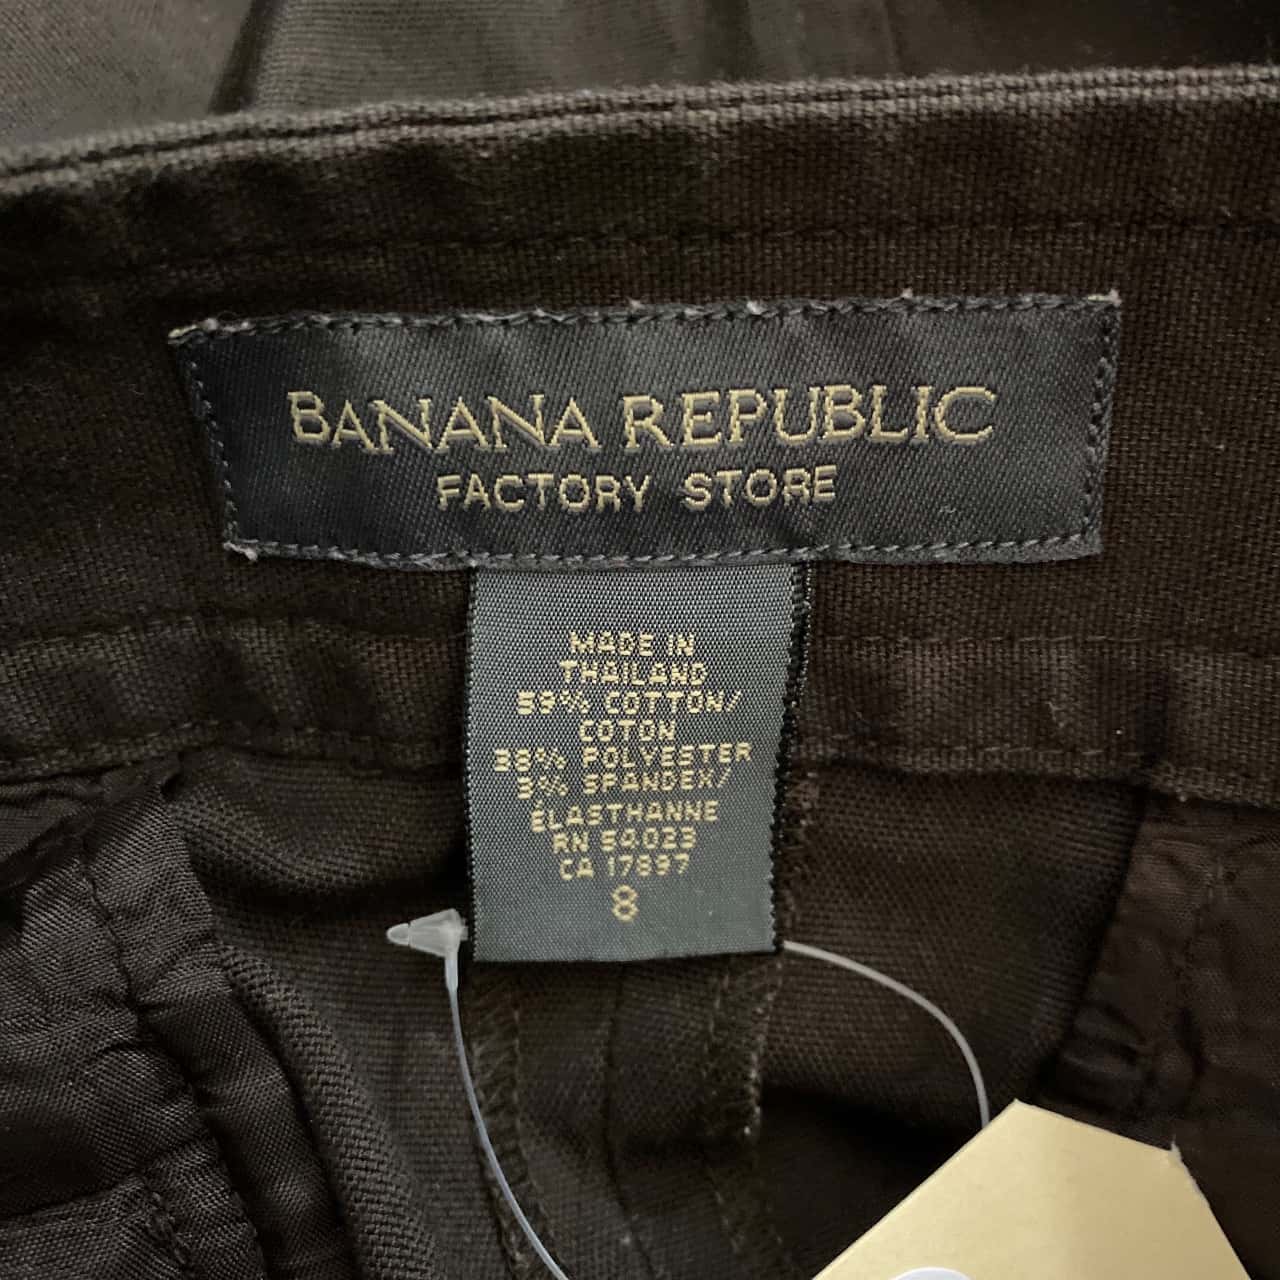 BANANA REPUBLIC
FACTORY STORE
MADE IN
THAILAND
59% COTTON/
COTON
38% POLYESTER
3% SPANDEX/
ÉLASTHANNE
RN 54023
CA 17897
8